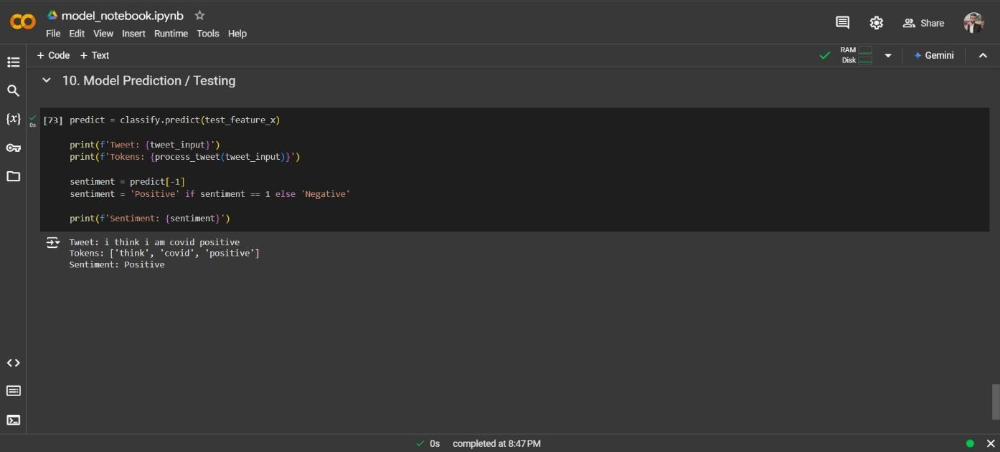 model_notebook.ipynb
File Edit View Insert Runtime Tools Help
Share
+ Code + Text
RAM
Disk
Gemini
10. Model Prediction / Testing
{x}
0s
[73] predict = classify.predict(test_feature_x)
print(f'Tweet: {tweet_input}')
print(f'Tokens: {process_tweet(tweet_input)}')
sentiment = predict[-1]
sentiment = 'Positive' if sentiment == 1 else 'Negative'
print(f'Sentiment: {sentiment}')
Tweet: i think i am covid positive
Tokens: ['think', 'covid', 'positive']
Sentiment: Positive
0s completed at 8:47 PM